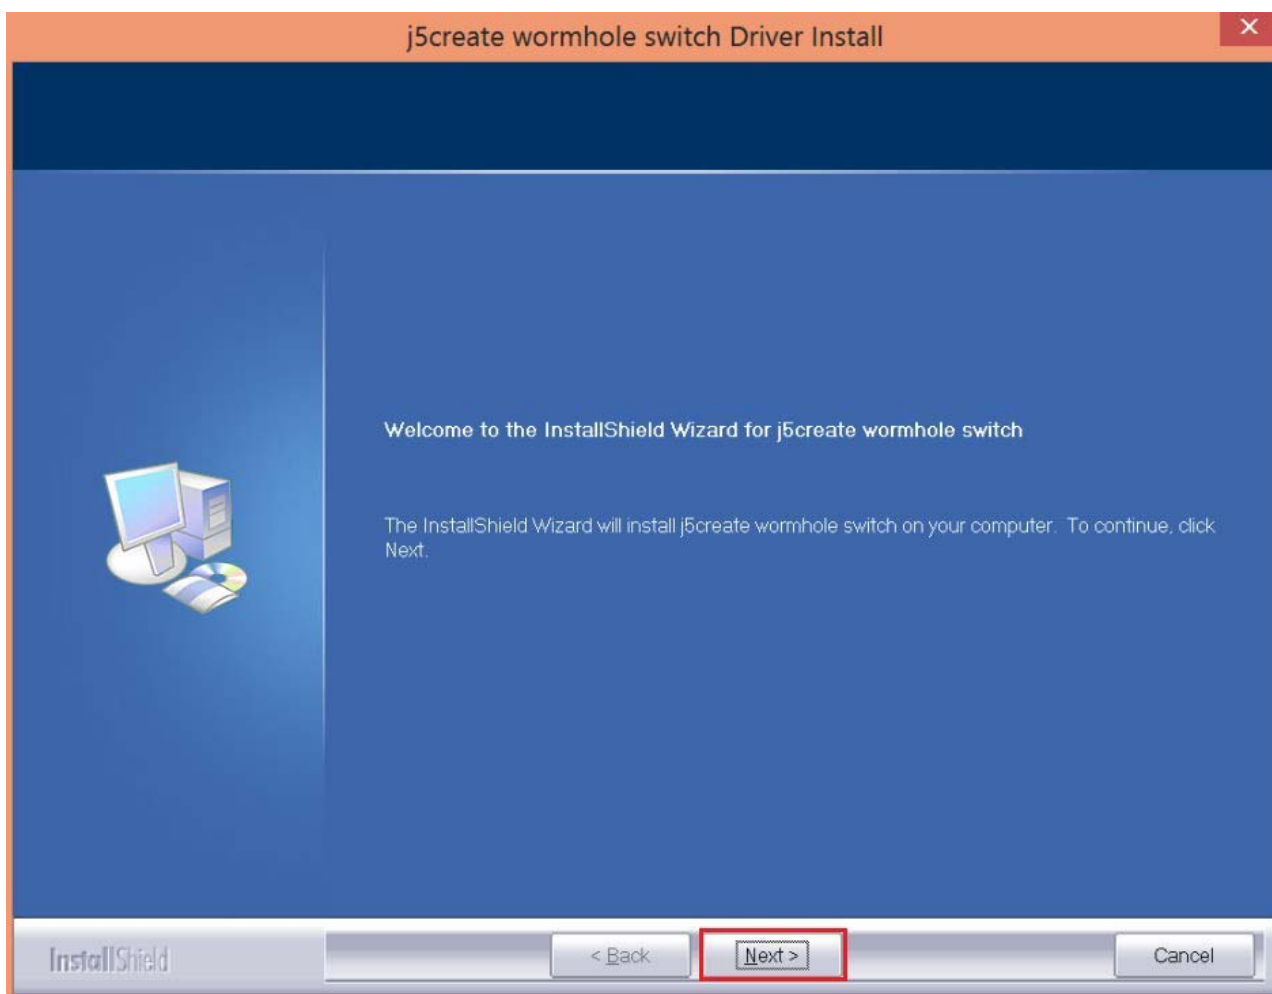 j5create wormhole switch Driver Install
Welcome to the InstallShield Wizard for j5create wormhole switch
The InstallShield Wizard will install j5create wormhole switch on your computer. To continue, click
Next.
InstallShield
< Back
Next >
Cancel